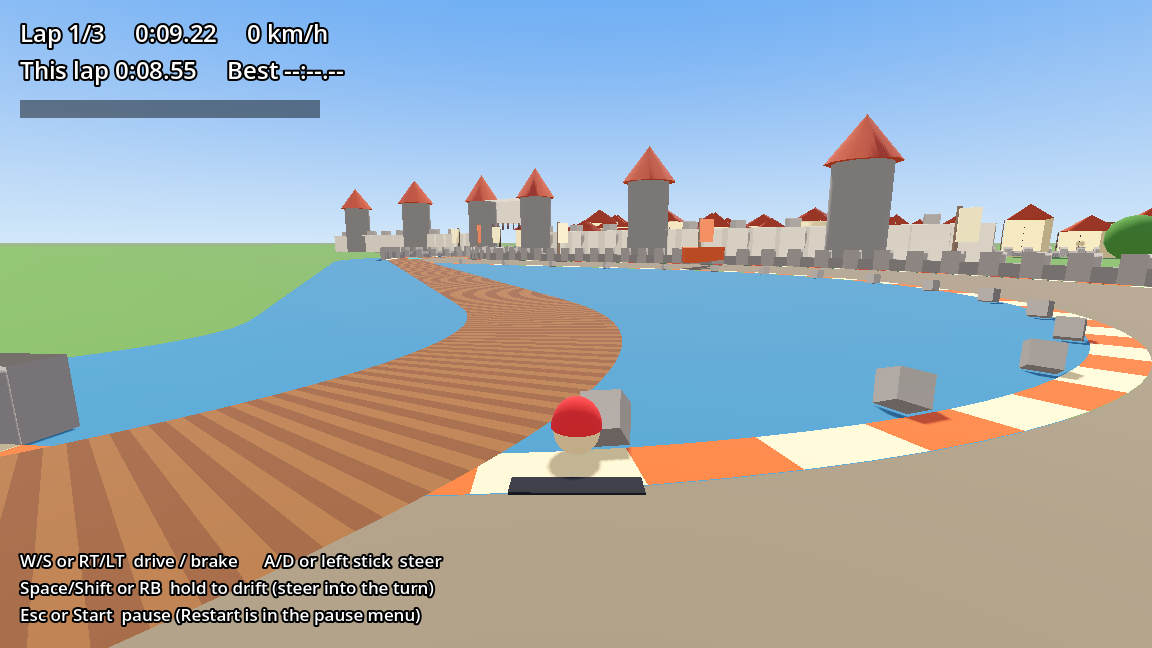 Lap 1/3 0:09.22 0 km/h
This lap 0:08.55 Best --:--.--
W/S or RT/LT drive / brake A/D or left stick steer
Space/Shift or RB hold to drift (steer into the turn)
Esc or Start pause (Restart is in the pause menu)